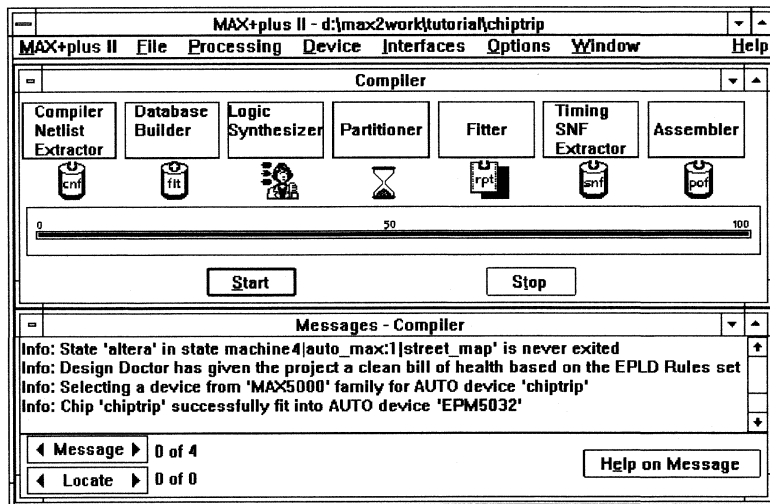 MAX+plus II - d:\max2work\tutorial\chiptrip
MAX+plus II File Processing Device Interfaces Options Window Help
Compiler
Compiler Netlist Extractor
Database Builder
Logic Synthesizer
Partitioner
Fitter
Timing SNF Extractor
Assembler
cnf
fit
rpt
snf
pof
0 50 100
Start Stop
Messages - Compiler
Info: State 'altera' in state machine4|auto_max:1|street_map' is never exited
Info: Design Doctor has given the project a clean bill of health based on the EPLD Rules set
Info: Selecting a device from 'MAX5000' family for AUTO device 'chiptrip'
Info: Chip 'chiptrip' successfully fit into AUTO device 'EPM5032'
Message 0 of 4
Locate 0 of 0
Help on Message